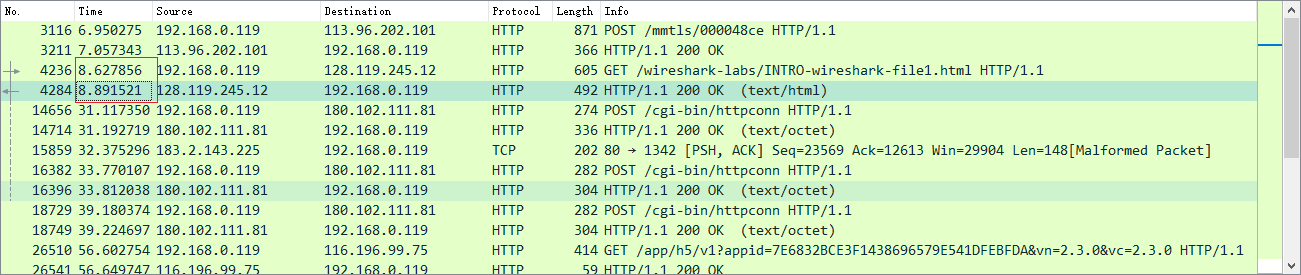 No. Time Source Destination Protocol Length Info
3116 6.950275 192.168.0.119 113.96.202.101 HTTP 871 POST /mmtls/000048ce HTTP/1.1
3211 7.057343 113.96.202.101 192.168.0.119 HTTP 366 HTTP/1.1 200 OK
4236 8.627856 192.168.0.119 128.119.245.12 HTTP 605 GET /wireshark-labs/INTRO-wireshark-file1.html HTTP/1.1
4284 8.891521 128.119.245.12 192.168.0.119 HTTP 492 HTTP/1.1 200 OK (text/html)
14656 31.117350 192.168.0.119 180.102.111.81 HTTP 274 POST /cgi-bin/httpconn HTTP/1.1
14714 31.192719 180.102.111.81 192.168.0.119 HTTP 336 HTTP/1.1 200 OK (text/octet)
15859 32.375296 183.2.143.225 192.168.0.119 TCP 202 80 → 1342 [PSH, ACK] Seq=23569 Ack=12613 Win=29904 Len=148[Malformed Packet]
16382 33.770107 192.168.0.119 180.102.111.81 HTTP 282 POST /cgi-bin/httpconn HTTP/1.1
16396 33.812038 180.102.111.81 192.168.0.119 HTTP 304 HTTP/1.1 200 OK (text/octet)
18729 39.180374 192.168.0.119 180.102.111.81 HTTP 282 POST /cgi-bin/httpconn HTTP/1.1
18749 39.224697 180.102.111.81 192.168.0.119 HTTP 304 HTTP/1.1 200 OK (text/octet)
26510 56.602754 192.168.0.119 116.196.99.75 HTTP 414 GET /app/h5/v1?appid=7E6832BCE3F1438696579E541DFEBFDA&vn=2.3.0&vc=2.3.0 HTTP/1.1
26541 56.649747 116.196.99.75 192.168.0.119 HTTP 59 HTTP/1.1 200 OK